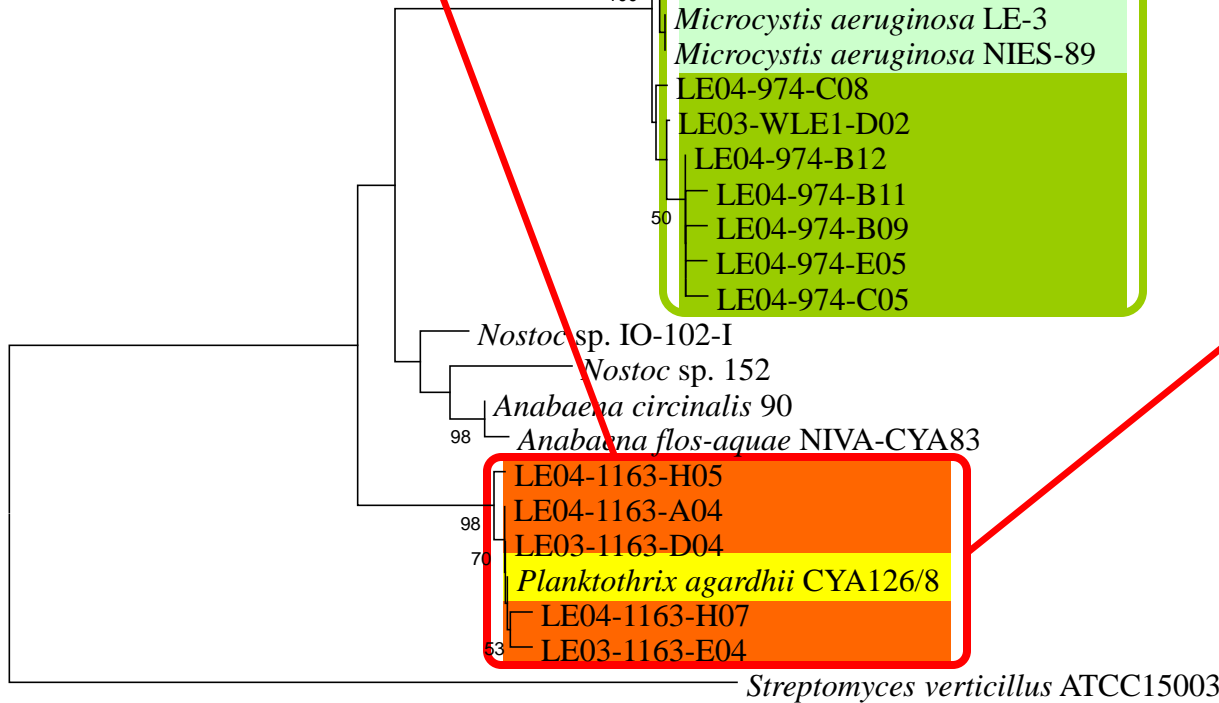 Microcystis aeruginosa LE-3
Microcystis aeruginosa NIES-89
LE04-974-C08
LE03-WLE1-D02
LE04-974-B12
LE04-974-B11
50
LE04-974-B09
LE04-974-E05
LE04-974-C05
Nostoc sp. IO-102-I
Nostoc sp. 152
Anabaena circinalis 90
98
Anabaena flos-aquae NIVA-CYA83
LE04-1163-H05
LE04-1163-A04
98
LE03-1163-D04
70
Planktothrix agardhii CYA126/8
LE04-1163-H07
53
LE03-1163-E04
Streptomyces verticillus ATCC15003